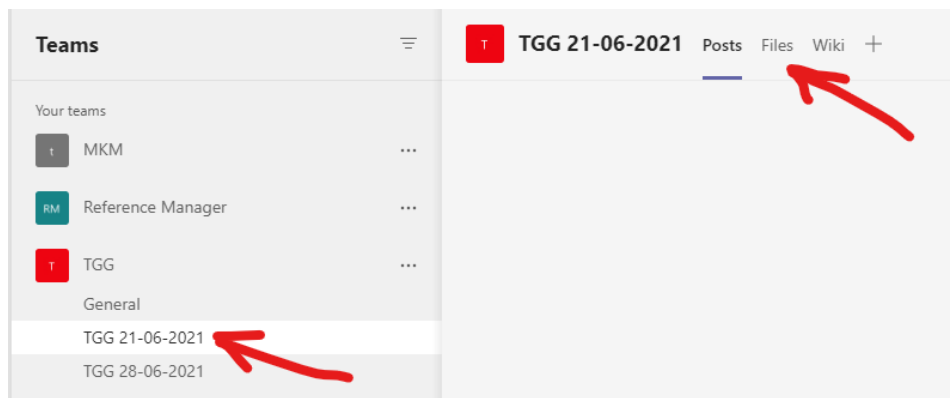 Teams
T TGG 21-06-2021 Posts Files Wiki +
Your teams
t MKM ...
RM Reference Manager ...
T TGG ...
General
TGG 21-06-2021
TGG 28-06-2021